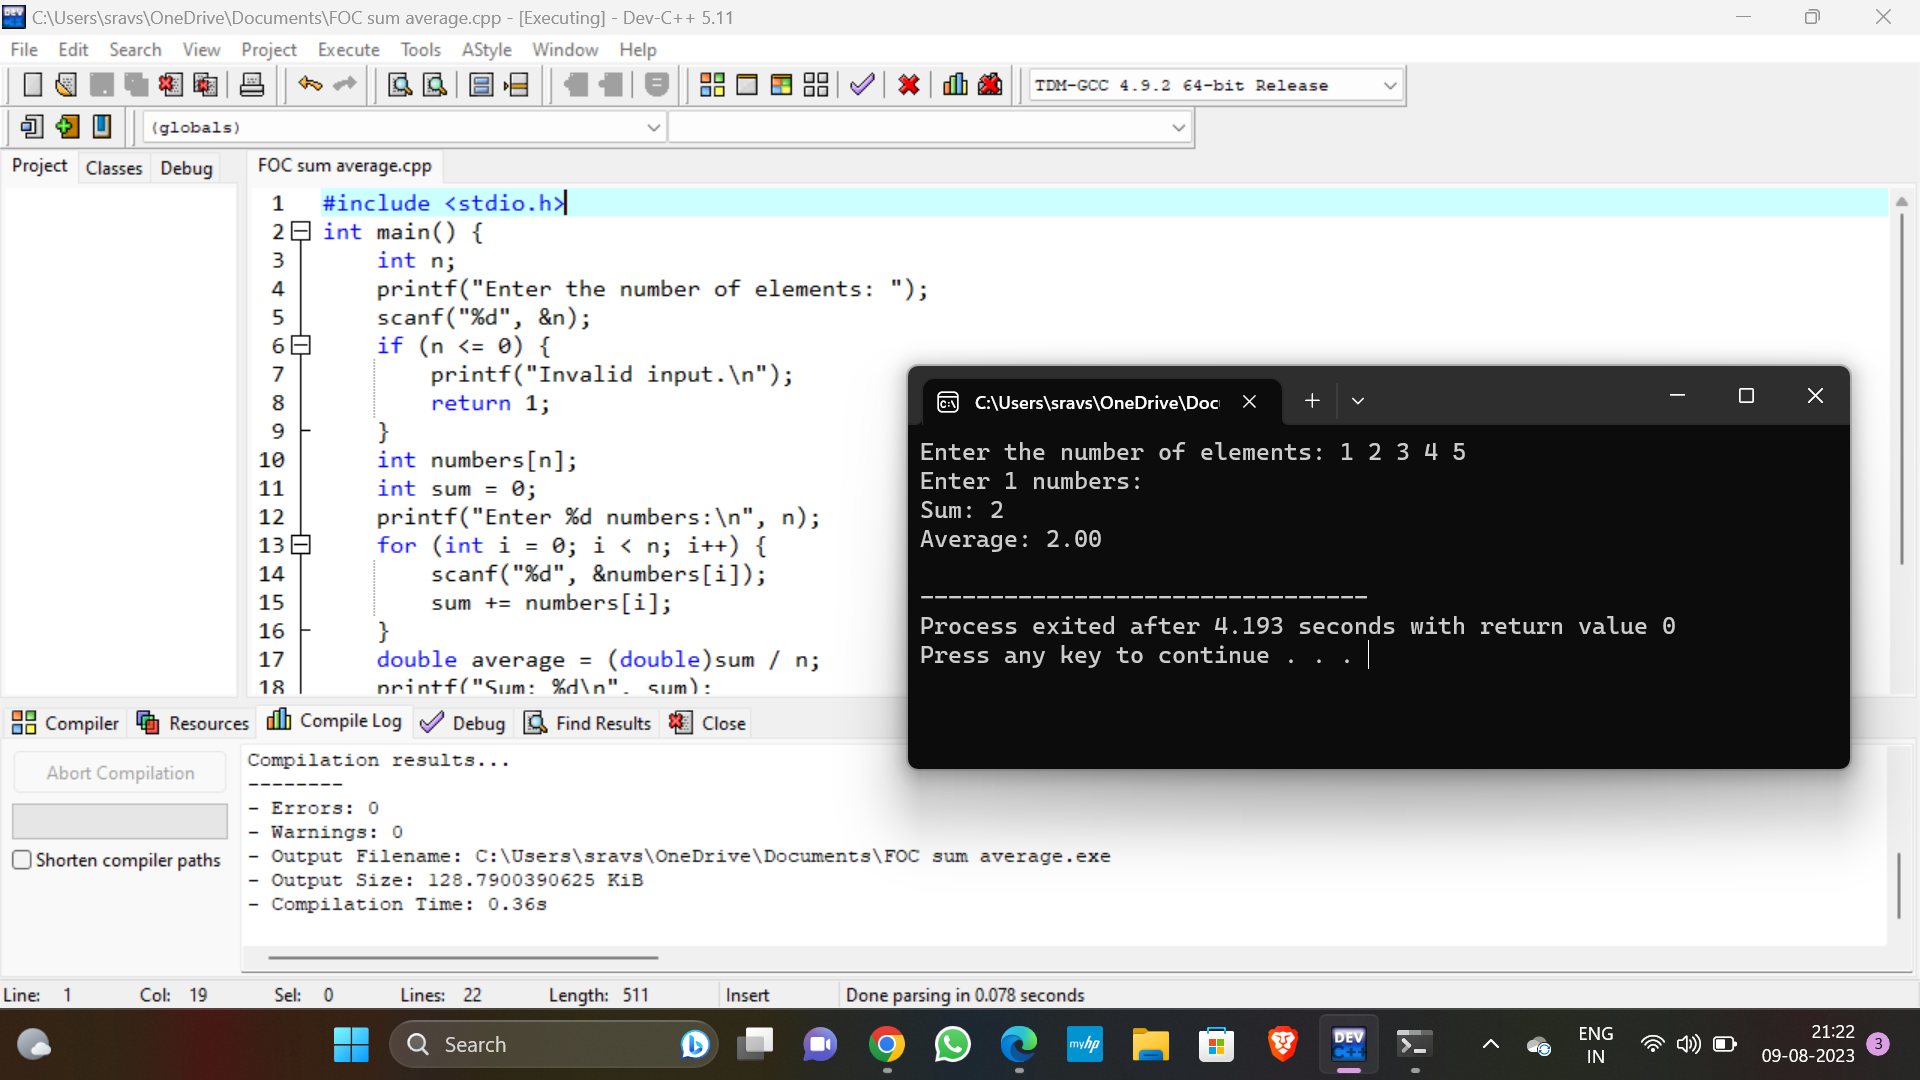 C:\Users\sravs\OneDrive\Documents\FOC sum average.cpp - [Executing] - Dev-C++ 5.11
File Edit Search View Project Execute Tools AStyle Window Help
TDM-GCC 4.9.2 64-bit Release
(globals)
Project Classes Debug
FOC sum average.cpp
1 #include <stdio.h>
2 int main() {
3 int n;
4 printf("Enter the number of elements: ");
5 scanf("%d", &n);
6 if (n <= 0) {
7 printf("Invalid input.\n");
8 return 1;
9 }
10 int numbers[n];
11 int sum = 0;
12 printf("Enter %d numbers:\n", n);
13 for (int i = 0; i < n; i++) {
14 scanf("%d", &numbers[i]);
15 sum += numbers[i];
16 }
17 double average = (double)sum / n;
18 printf("Sum: %d\n", sum);
C:\Users\sravs\OneDrive\Doc
Enter the number of elements: 1 2 3 4 5
Enter 1 numbers:
Sum: 2
Average: 2.00
--------------------------------
Process exited after 4.193 seconds with return value 0
Press any key to continue . . .
Compiler Resources Compile Log Debug Find Results Close
Abort Compilation
Shorten compiler paths
Compilation results...
--------
- Errors: 0
- Warnings: 0
- Output Filename: C:\Users\sravs\OneDrive\Documents\FOC sum average.exe
- Output Size: 128.7900390625 KiB
- Compilation Time: 0.36s
Line: 1 Col: 19 Sel: 0 Lines: 22 Length: 511 Insert Done parsing in 0.078 seconds
Search
myhp
DEV C++
ENG
IN
21:22
09-08-2023
3